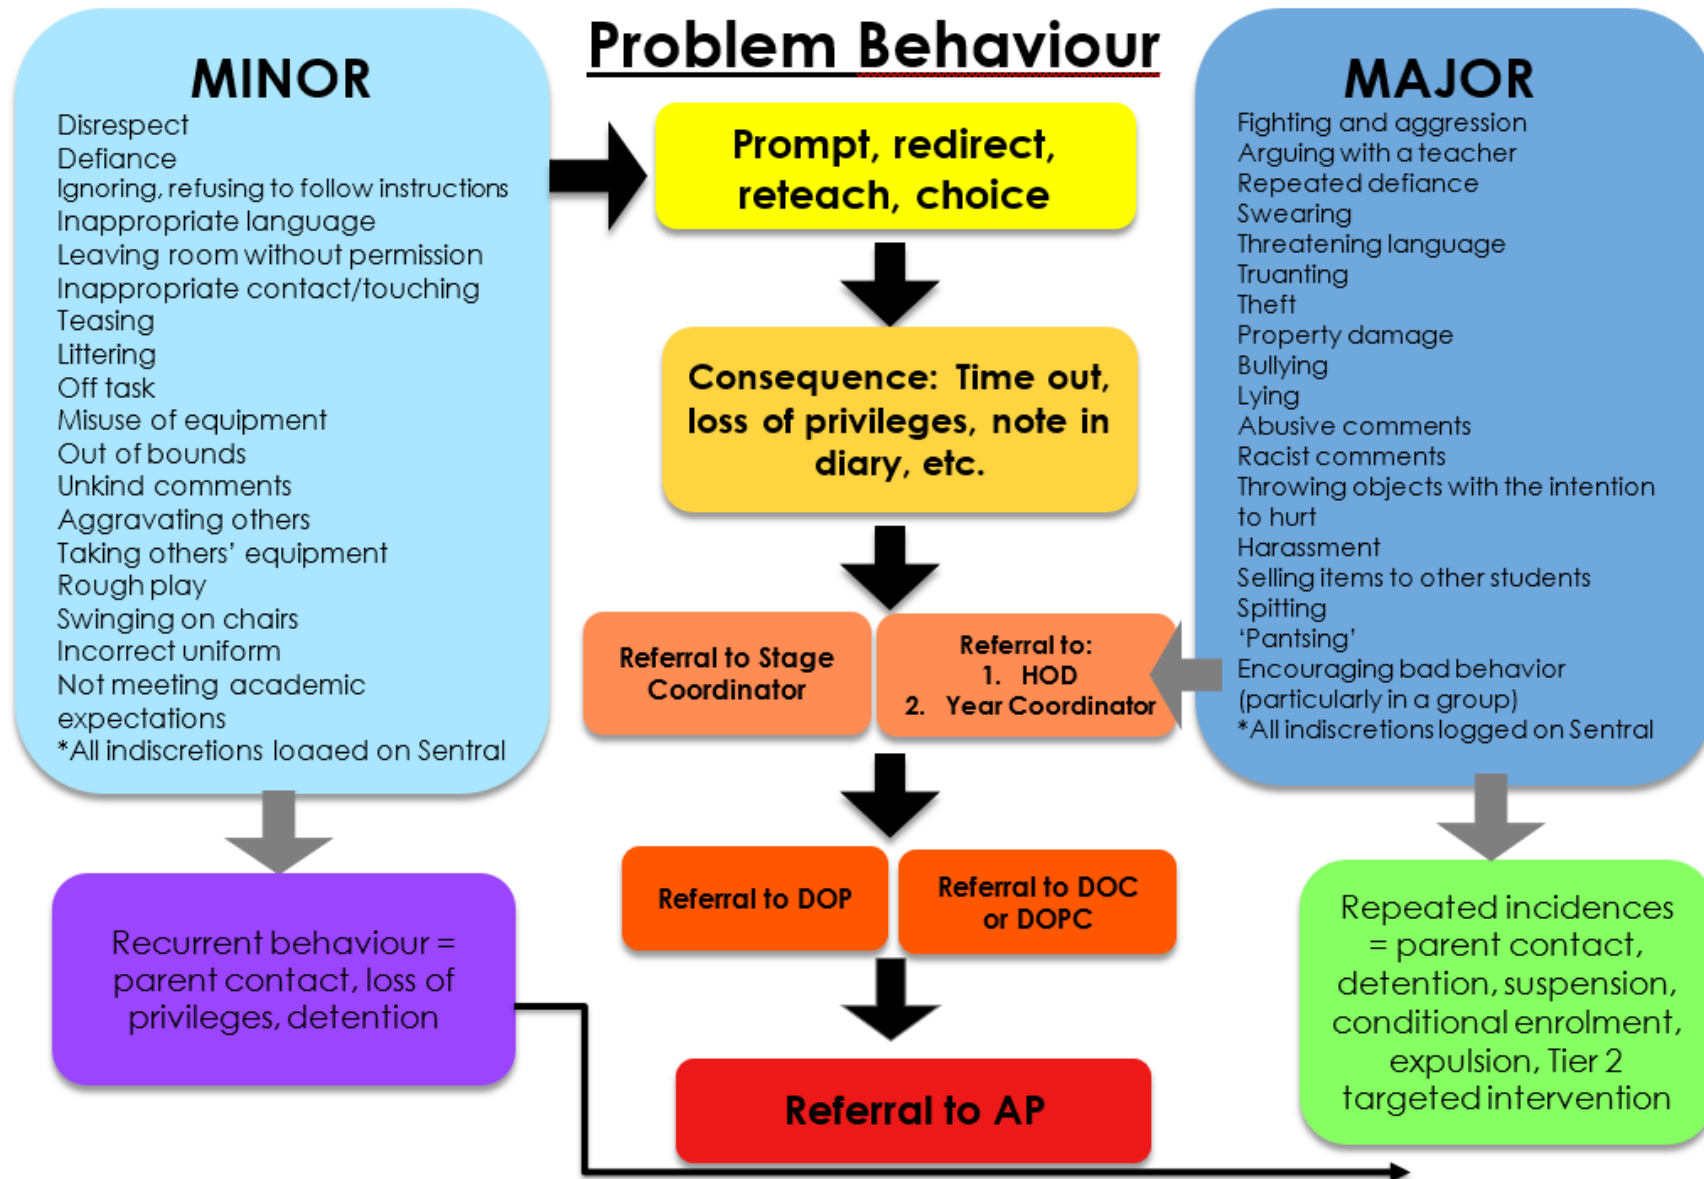 Problem Behaviour
MINOR
Disrespect
Defiance
Ignoring, refusing to follow instructions
Inappropriate language
Leaving room without permission
Inappropriate contact/touching
Teasing
Littering
Off task
Misuse of equipment
Out of bounds
Unkind comments
Aggravating others
Taking others’ equipment
Rough play
Swinging on chairs
Incorrect uniform
Not meeting academic
expectations
*All indiscretions logged on Sentral
Recurrent behaviour =
parent contact, loss of
privileges, detention
Prompt, redirect,
reteach, choice
Consequence: Time out,
loss of privileges, note in
diary, etc.
Referral to Stage
Coordinator
Referral to:
1. HOD
2. Year Coordinator
Referral to DOP
Referral to DOC
or DOPC
Referral to AP
MAJOR
Fighting and aggression
Arguing with a teacher
Repeated defiance
Swearing
Threatening language
Truanting
Theft
Property damage
Bullying
Lying
Abusive comments
Racist comments
Throwing objects with the intention
to hurt
Harassment
Selling items to other students
Spitting
‘Pantsing’
Encouraging bad behavior
(particularly in a group)
*All indiscretions logged on Sentral
Repeated incidences
= parent contact,
detention, suspension,
conditional enrolment,
expulsion, Tier 2
targeted intervention